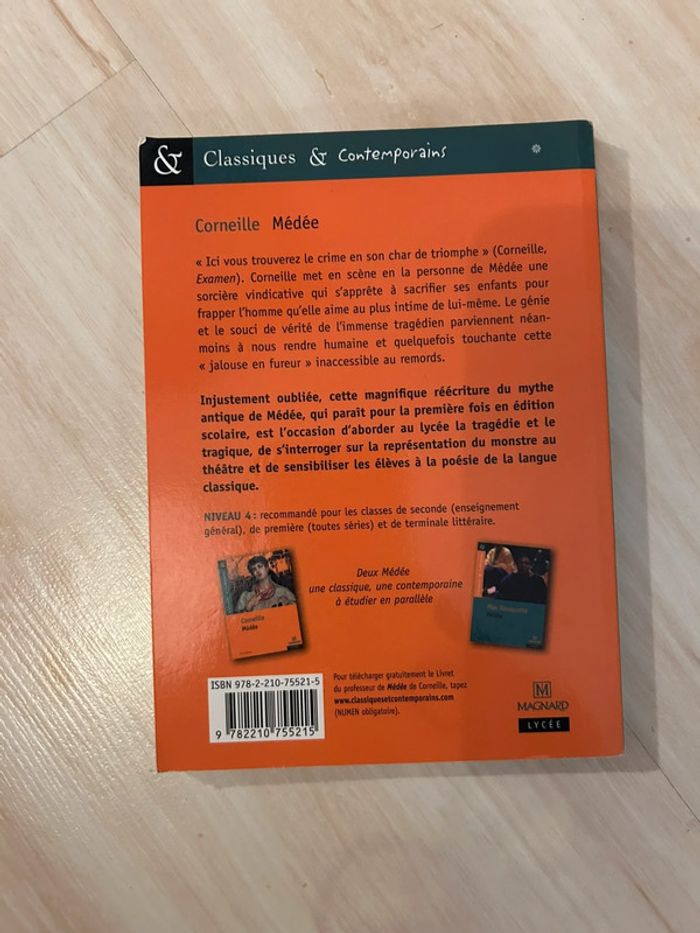 & Classiques & Contemporains
Corneille Médée
« Ici vous trouverez le crime en son char de triomphe » (Corneille,
Examen). Corneille met en scène en la personne de Médée une
sorcière vindicative qui s'apprête à sacrifier ses enfants pour
frapper l'homme qu'elle aime au plus intime de lui-même. Le génie
et le souci de vérité de l'immense tragédien parviennent néan-
moins à nous rendre humaine et quelquefois touchante cette
« jalouse en fureur » inaccessible au remords.
Injustement oubliée, cette magnifique réécriture du mythe
antique de Médée, qui paraît pour la première fois en édition
scolaire, est l'occasion d'aborder au lycée la tragédie et le
tragique, de s'interroger sur la représentation du monstre au
théâtre et de sensibiliser les élèves à la poésie de la langue
classique.
NIVEAU 4 : recommandé pour les classes de seconde (enseignement
général), de première (toutes séries) et de terminale littéraire.
Corneille
Médée
Deux Médée
une classique, une contemporaine
à étudier en parallèle
&
Max Rouquette
Médée
ISBN 978-2-210-75521-5
9 782210 755215
Pour télécharger gratuitement le Livret
du professeur de Médée de Corneille, tapez
www.classiquesetcontemporains.com
(NUMEN obligatoire).
M
MAGNARD
LYCÉE